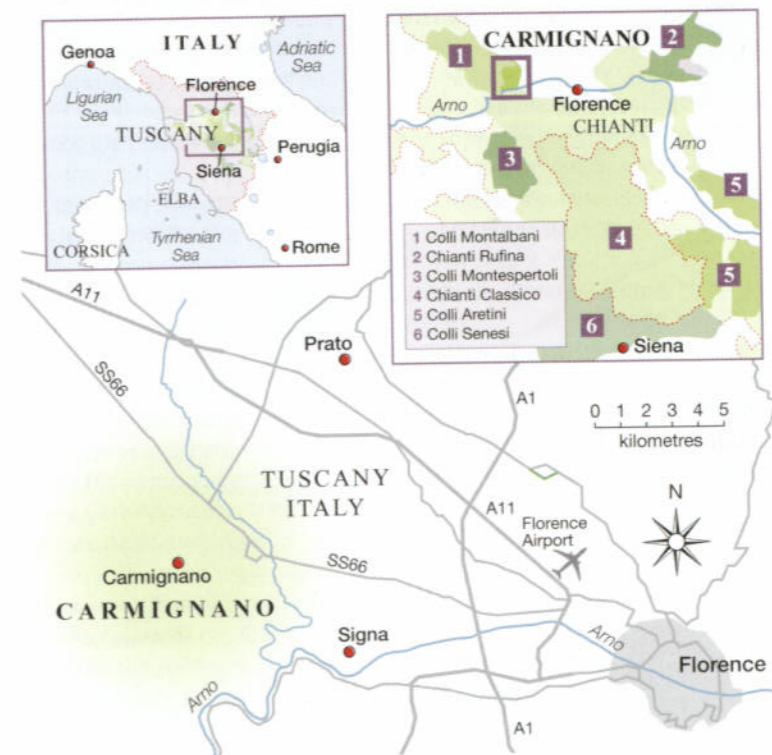 ITALY
Adriatic
Sea
Genoa
Ligurian
Sea
Florence
TUSCANY
Siena
Perugia
ELBA
CORSICA
Tyrrhenian
Sea
Rome
CARMIGNANO
1
2
Arno
Florence
CHIANTI
Arno
3
5
4
5
6
Siena
1 Colli Montalbani
2 Chianti Rufina
3 Colli Montespertoli
4 Chianti Classico
5 Colli Aretini
6 Colli Senesi
A11
SS66
Prato
A1
0 1 2 3 4 5
kilometres
TUSCANY
ITALY
A11
Florence
Airport
N
Carmignano
CARMIGNANO
SS66
Signa
Arno
Florence
Arno
A1